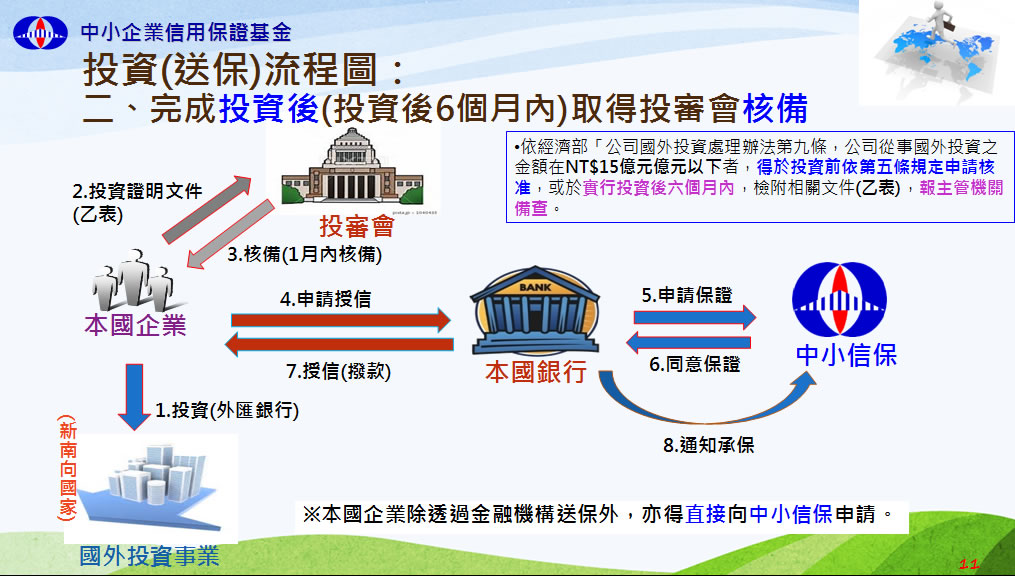 中小企業信用保證基金
投資(送保)流程圖：
二、完成投資後(投資後6個月內)取得投審會核備
•依經濟部「公司國外投資處理辦法第九條，公司從事國外投資之
金額在NT$15億元億元以下者，得於投資前依第五條規定申請核
准，或於實行投資後六個月內，檢附相關文件(乙表)，報主管機關
備查。
2.投資證明文件
(乙表)
投審會
3.核備(1月內核備)
本國企業
4.申請授信
7.授信(撥款)
BANK
本國銀行
5.申請保證
6.同意保證
中小信保
1.投資(外匯銀行)
8.通知承保
(新南向國家)
國外投資事業
※本國企業除透過金融機構送保外，亦得直接向中小信保申請。
11